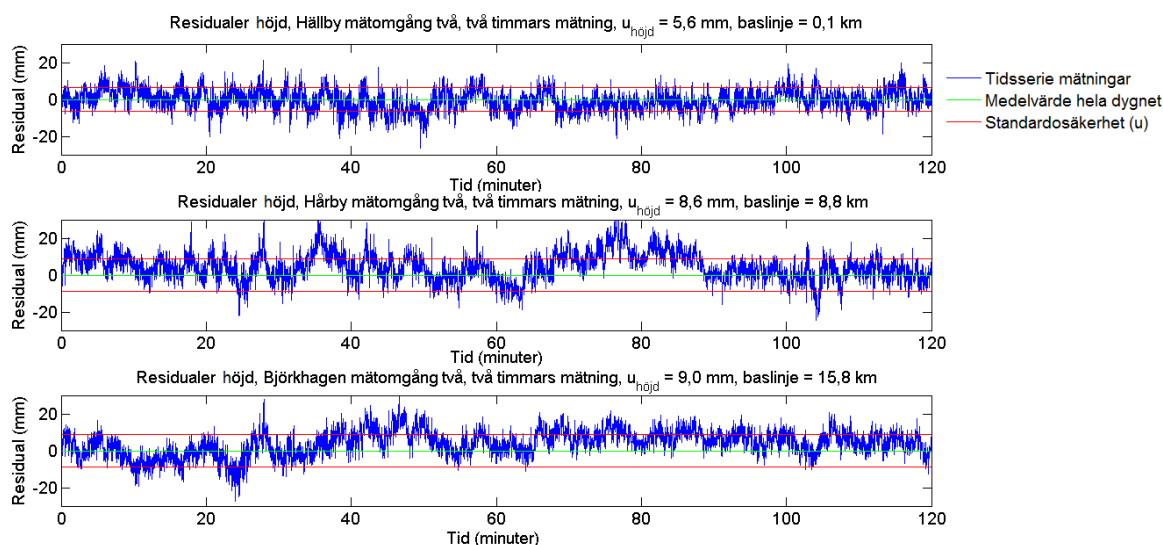 Residualer höjd, Hällby mätomgång två, två timmars mätning, u_höjd = 5,6 mm, baslinje = 0,1 km
Residual (mm)
20
0
-20
0 20 40 60 80 100 120
Tid (minuter)
Tidsserie mätningar
Medelvärde hela dygnet
Standardosäkerhet (u)
Residualer höjd, Hårby mätomgång två, två timmars mätning, u_höjd = 8,6 mm, baslinje = 8,8 km
Residual (mm)
20
0
-20
0 20 40 60 80 100 120
Tid (minuter)
Residualer höjd, Björkhagen mätomgång två, två timmars mätning, u_höjd = 9,0 mm, baslinje = 15,8 km
Residual (mm)
20
0
-20
0 20 40 60 80 100 120
Tid (minuter)